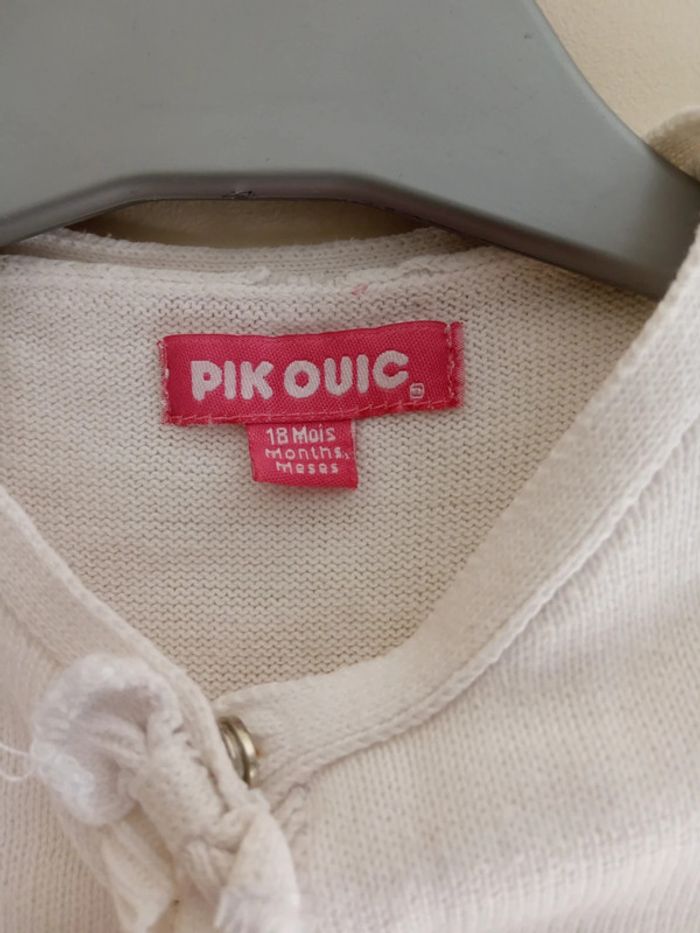 PIK OUIC
18 Mois
Months
Meses